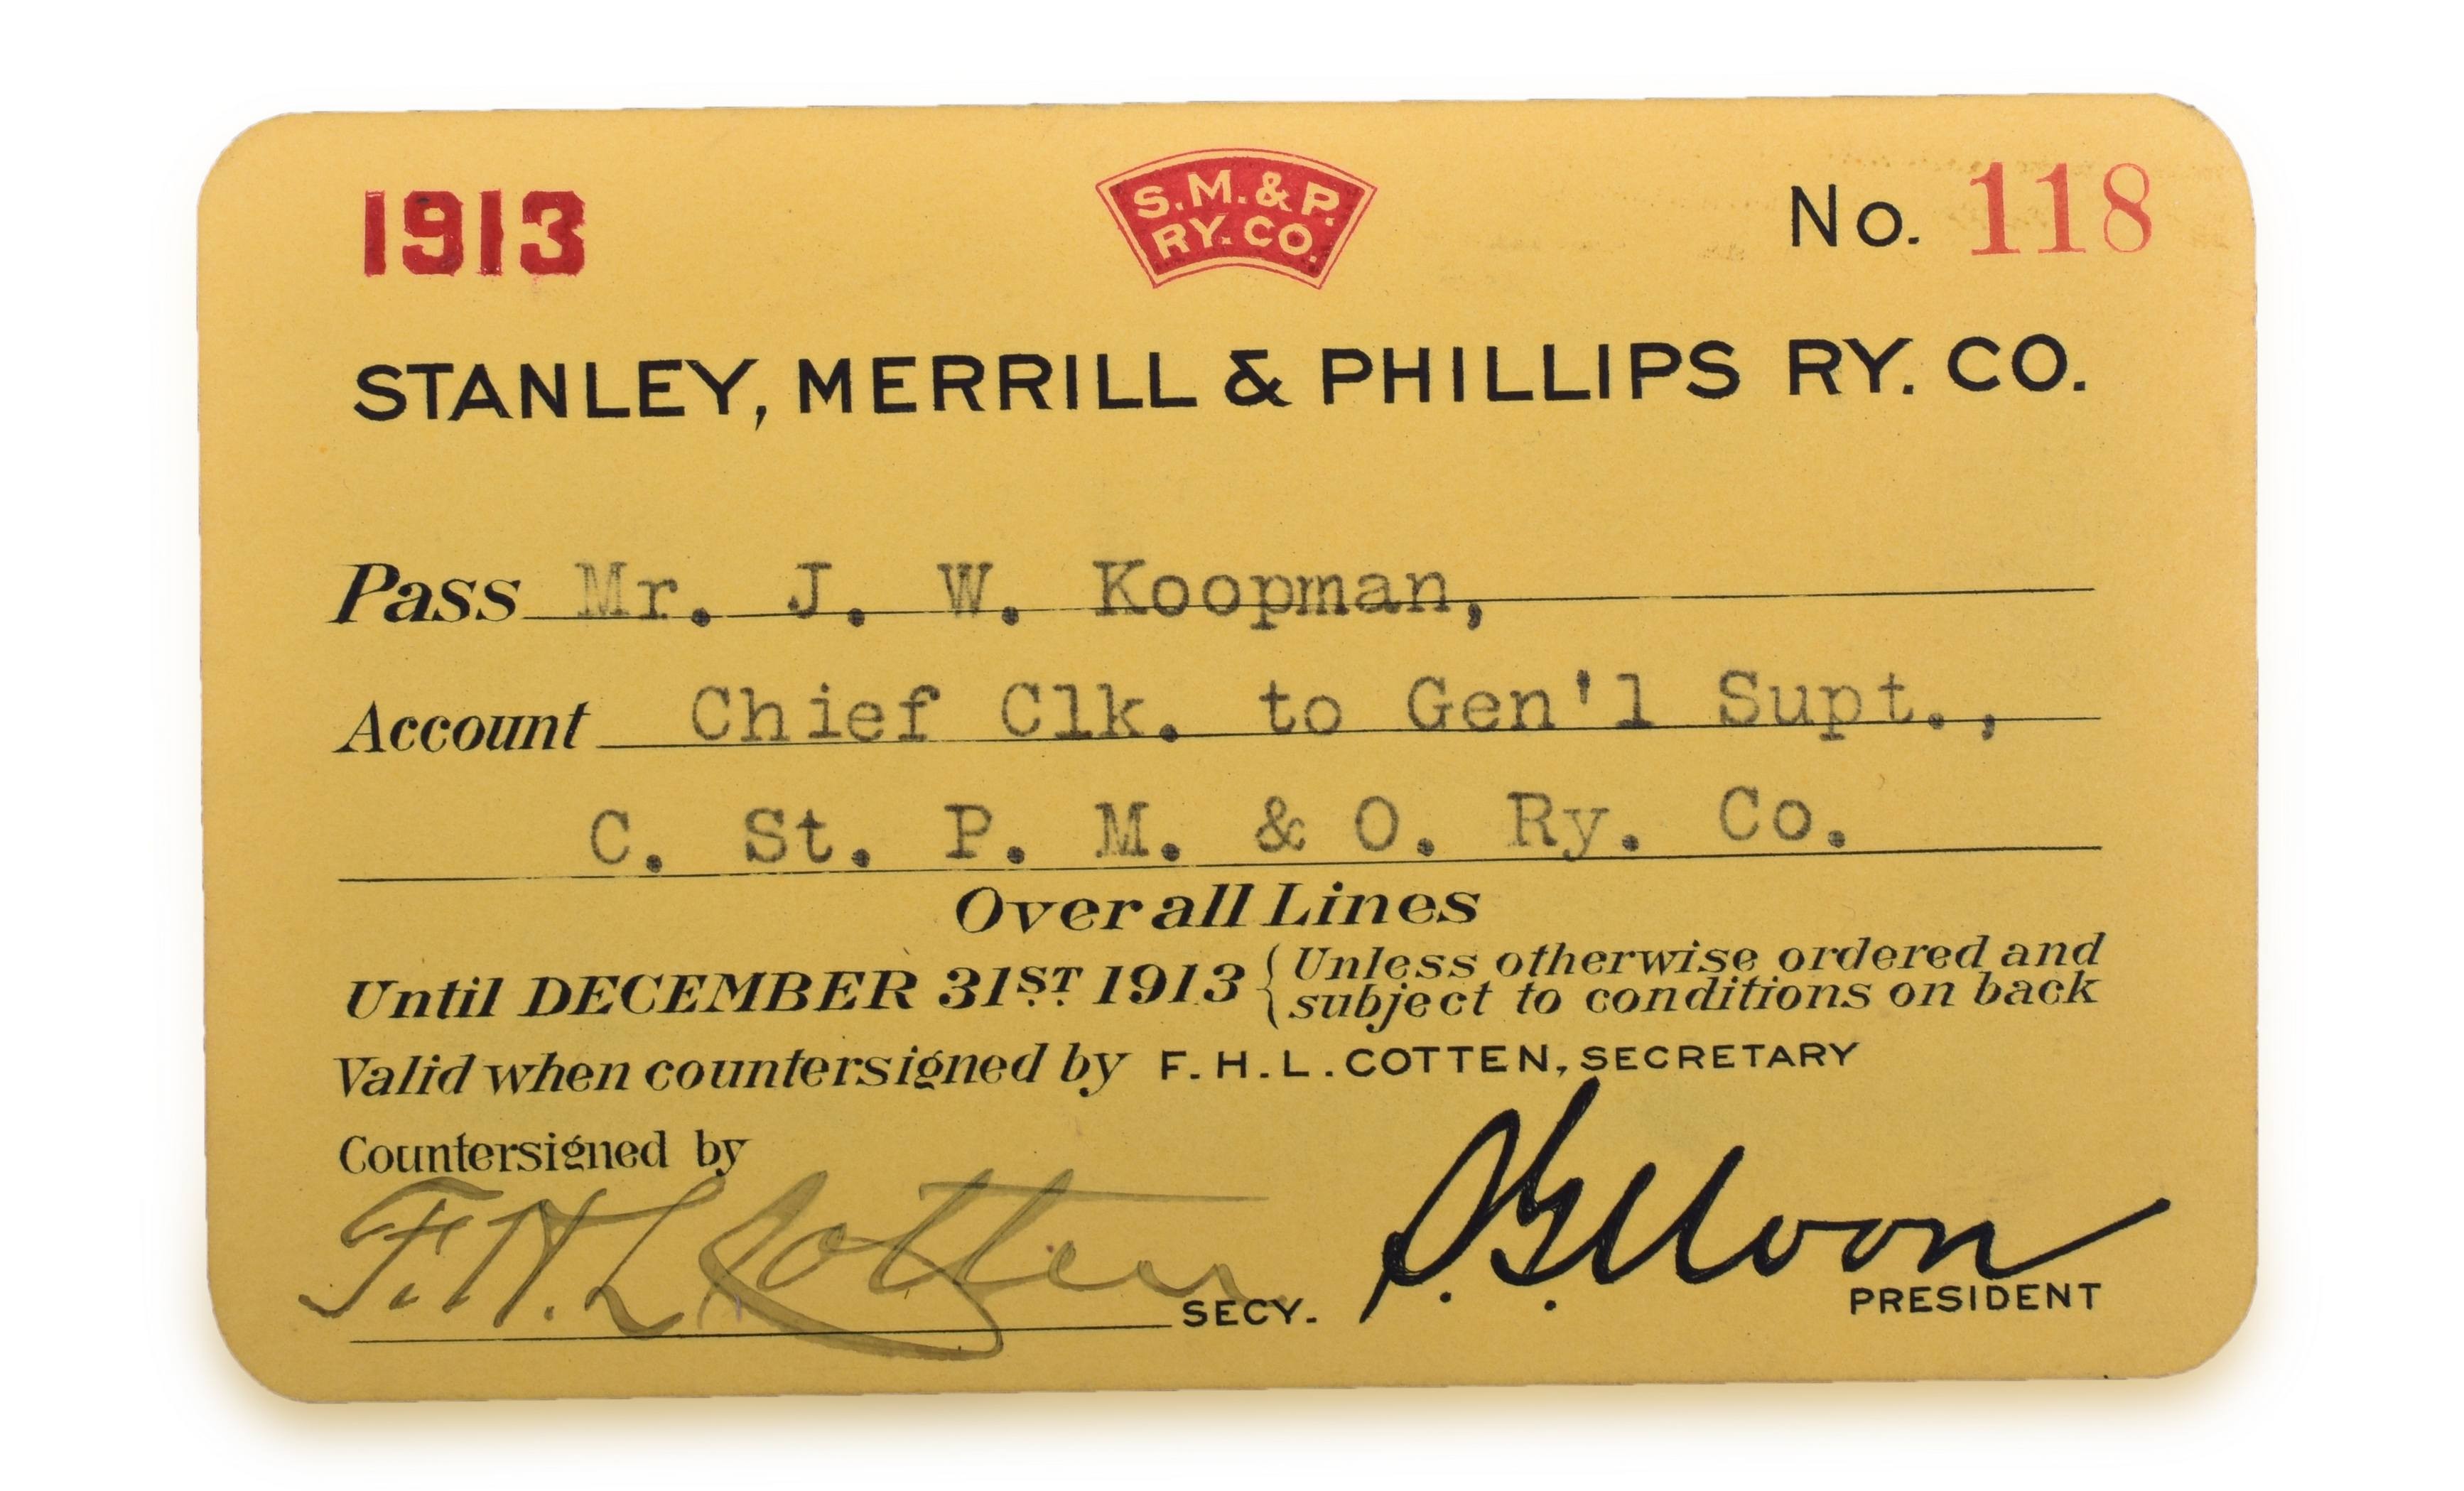 1913
S.M.&P.
RY.CO.
No. 118
STANLEY, MERRILL & PHILLIPS RY. CO.
Pass Mr. J. W. Koopman,
Account Chief Clk. to Gen'l Supt.,
C. St. P. M. & O. Ry. Co.
Over all Lines
Until DECEMBER 31ST 1913 { Unless otherwise ordered and
subject to conditions on back
Valid when countersigned by F. H. L. COTTEN, SECRETARY
Countersigned by
F. H. L Cotten SECY.
Moon
PRESIDENT